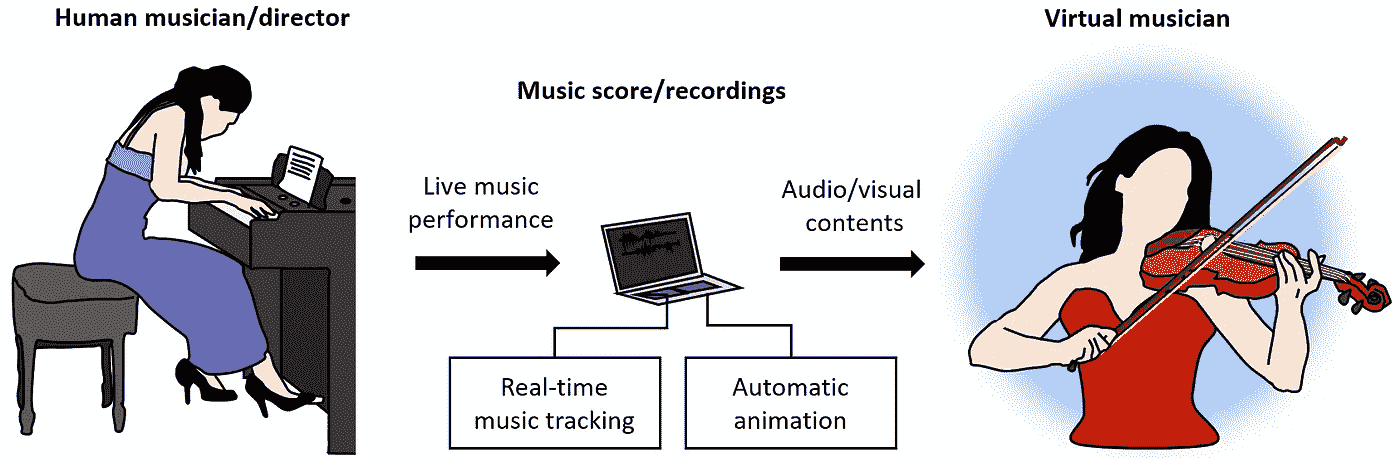 Human musician/director
Virtual musician
Music score/recordings
Live music
performance
Audio/visual
contents
Real-time
music tracking
Automatic
animation